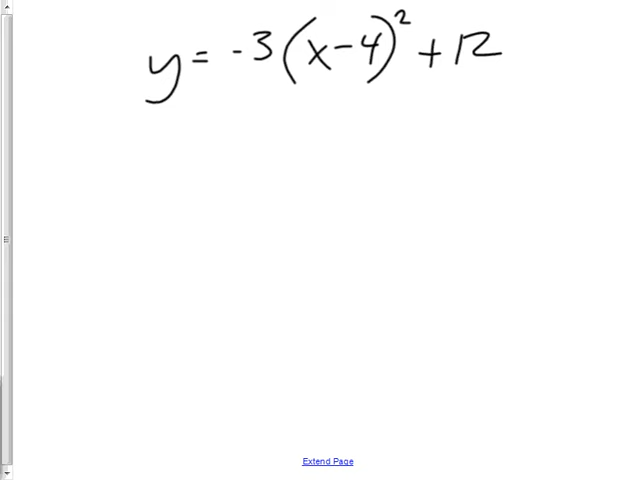 y = -3(x-4)² + 12
Extend Page